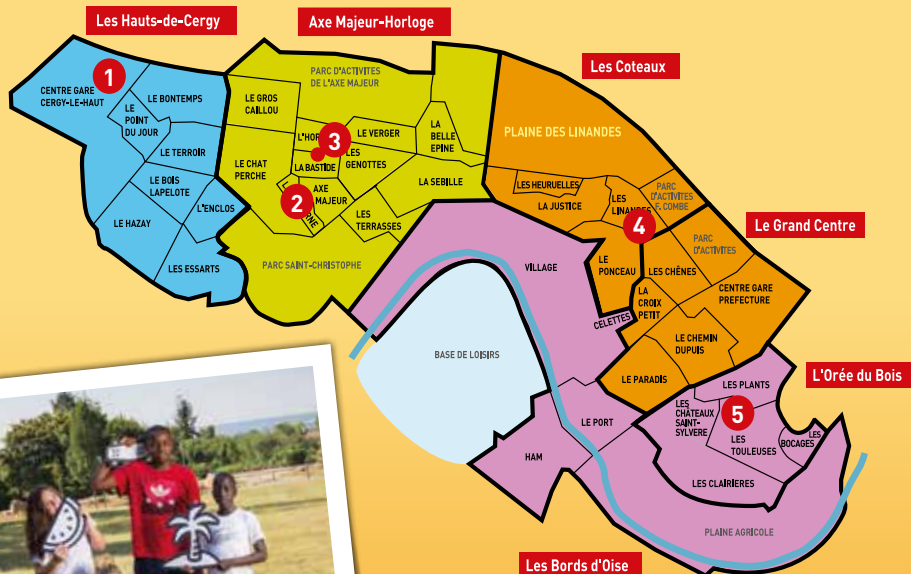 Les Hauts-de-Cergy
Axe Majeur-Horloge
Les Coteaux
Le Grand Centre
L'Orée du Bois
Les Bords d'Oise
1
CENTRE GARE
CERGY-LE-HAUT
LE BONTEMPS
LE
POINT
DU JOUR
LE TERROIR
LE BOIS
LAPELOTE
L'ENCLOS
LE HAZAY
LES ESSARTS
PARC D'ACTIVITES
DE L'AXE MAJEUR
LE GROS
CAILLOU
L'HOR
3
LE VERGER
LA
BELLE
EPINE
LE CHAT
PERCHE
LA BASTIDE
LES
GENOTTES
2
AXE
MAJEUR
LA SEBILLE
LES
TERRASSES
PARC SAINT-CHRISTOPHE
PLAINE DES LINANDES
LES HEURUELLES
LA JUSTICE
LES
LINANDES
PARC
D'ACTIVITES
F. COMBE
4
LE
PONCEAU
LES CHÊNES
PARC
D'ACTIVITES
LA
CROIX
PETIT
CENTRE GARE
PREFECTURE
LE CHEMIN
DUPUIS
LE PARADIS
VILLAGE
CELETTES
BASE DE LOISIRS
LE PORT
HAM
LES PLANTS
LES
CHÂTEAUX
SAINT-
SYLVERE
5
LES
TOULEUSES
LES
BOCAGES
LES CLAIRIERES
PLAINE AGRICOLE